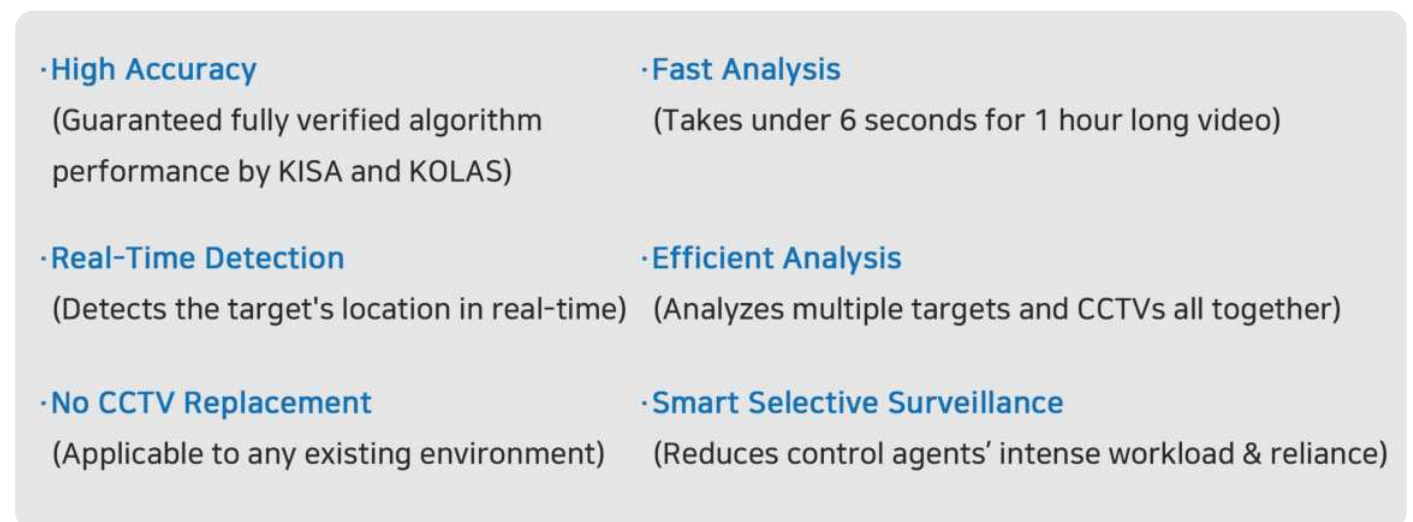 ·High Accuracy
(Guaranteed fully verified algorithm
performance by KISA and KOLAS)
·Fast Analysis
(Takes under 6 seconds for 1 hour long video)
·Real-Time Detection
(Detects the target's location in real-time)
·Efficient Analysis
(Analyzes multiple targets and CCTVs all together)
·No CCTV Replacement
(Applicable to any existing environment)
·Smart Selective Surveillance
(Reduces control agents’ intense workload & reliance)